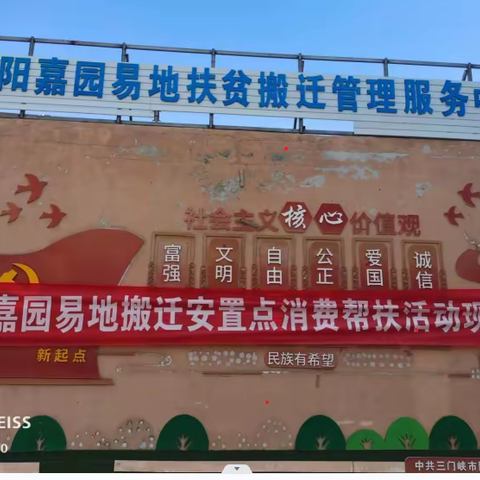 阳嘉园易地扶贫搬迁管理服务中
社会主义核心价值观
富强 文明 自由 公正 爱国 诚信
嘉园易地搬迁安置点消费帮扶活动现
新起点
民族有希望
EISS
中共三门峡市